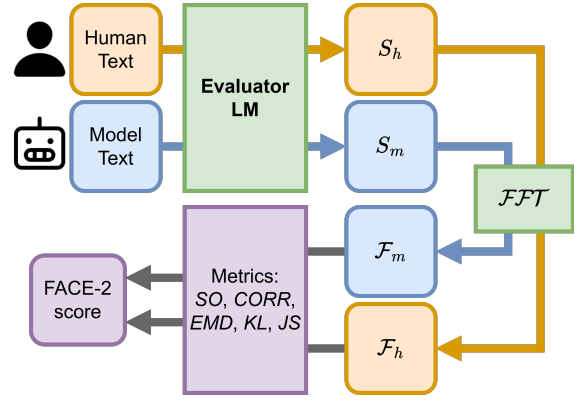 Human
Text
Evaluator
LM
S_h
Model
Text
S_m
FFT
F_m
Metrics:
SO, CORR,
EMD, KL, JS
FACE-2
score
F_h